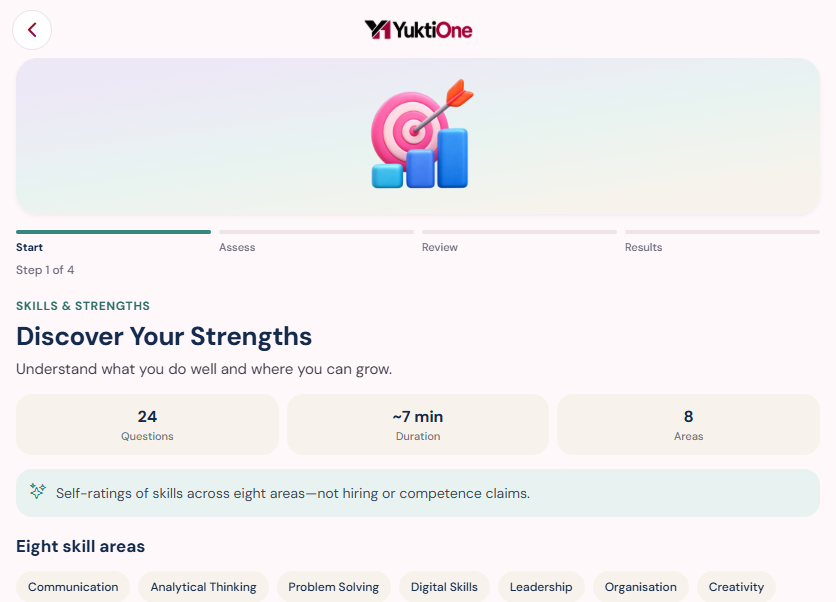 YuktiOne
Start
Assess
Review
Results
Step 1 of 4
SKILLS & STRENGTHS
Discover Your Strengths
Understand what you do well and where you can grow.
24
Questions
~7 min
Duration
8
Areas
Self-ratings of skills across eight areas—not hiring or competence claims.
Eight skill areas
Communication
Analytical Thinking
Problem Solving
Digital Skills
Leadership
Organisation
Creativity